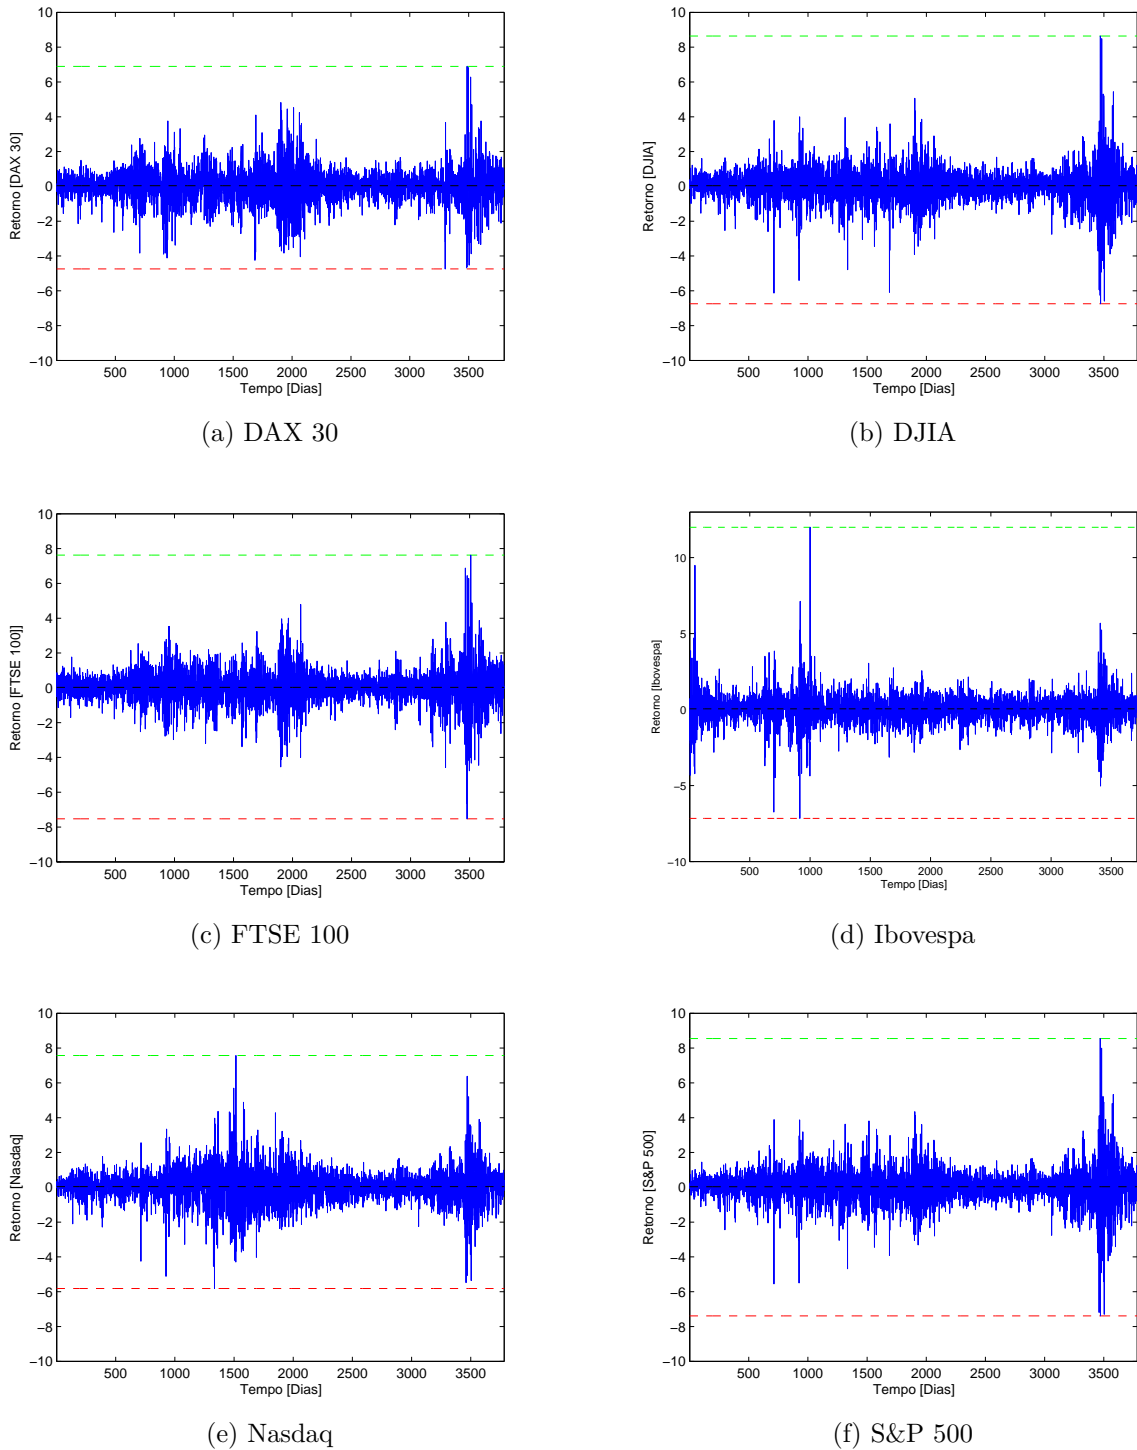 10
8
6
4
2
0
−2
−4
−6
−8
−10
500 1000 1500 2000 2500 3000 3500
Tempo [Dias]
Retorno [DAX 30]
(a) DAX 30
10
8
6
4
2
0
−2
−4
−6
−8
−10
500 1000 1500 2000 2500 3000 3500
Tempo [Dias]
Retorno [DJIA]
(b) DJIA
10
8
6
4
2
0
−2
−4
−6
−8
−10
500 1000 1500 2000 2500 3000 3500
Tempo [Dias]
Retorno [FTSE 100]]
(c) FTSE 100
10
5
0
−5
−10
500 1000 1500 2000 2500 3000 3500
Tempo [Dias]
Retorno [Ibovespa]
(d) Ibovespa
10
8
6
4
2
0
−2
−4
−6
−8
−10
500 1000 1500 2000 2500 3000 3500
Tempo [Dias]
Retorno [Nasdaq]
(e) Nasdaq
10
8
6
4
2
0
−2
−4
−6
−8
−10
500 1000 1500 2000 2500 3000 3500
Tempo [Dias]
Retorno [S&P 500]
(f) S&P 500